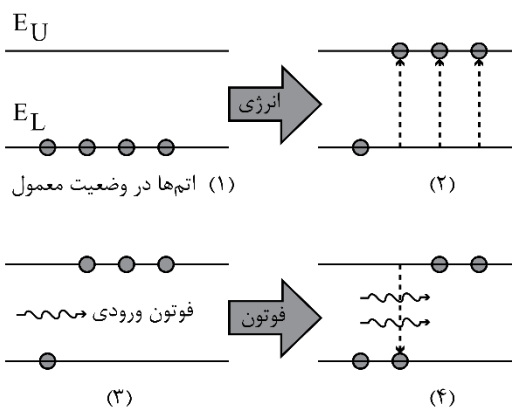 E_U
E_L
انرژی
(۱) اتم‌ها در وضعیت معمول
(۲)
فوتون ورودی
فوتون
(۳)
(۴)